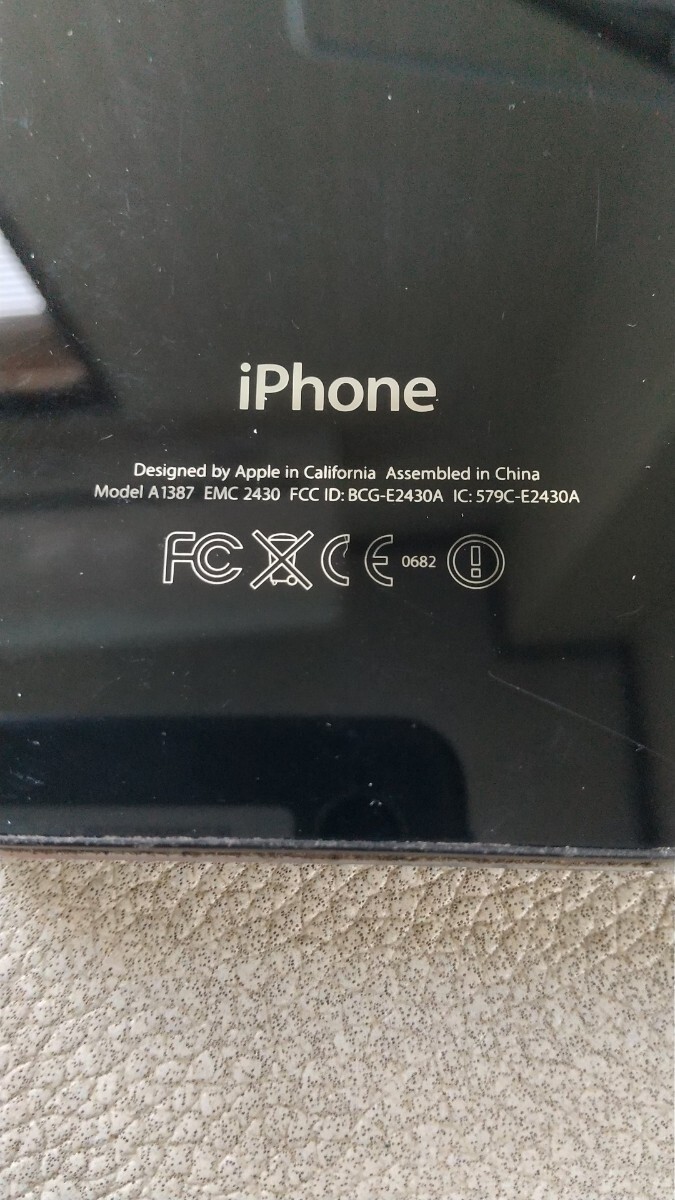 iPhone
Designed by Apple in California Assembled in China
Model A1387 EMC 2430 FCC ID: BCG-E2430A IC: 579C-E2430A
FC CE 0682